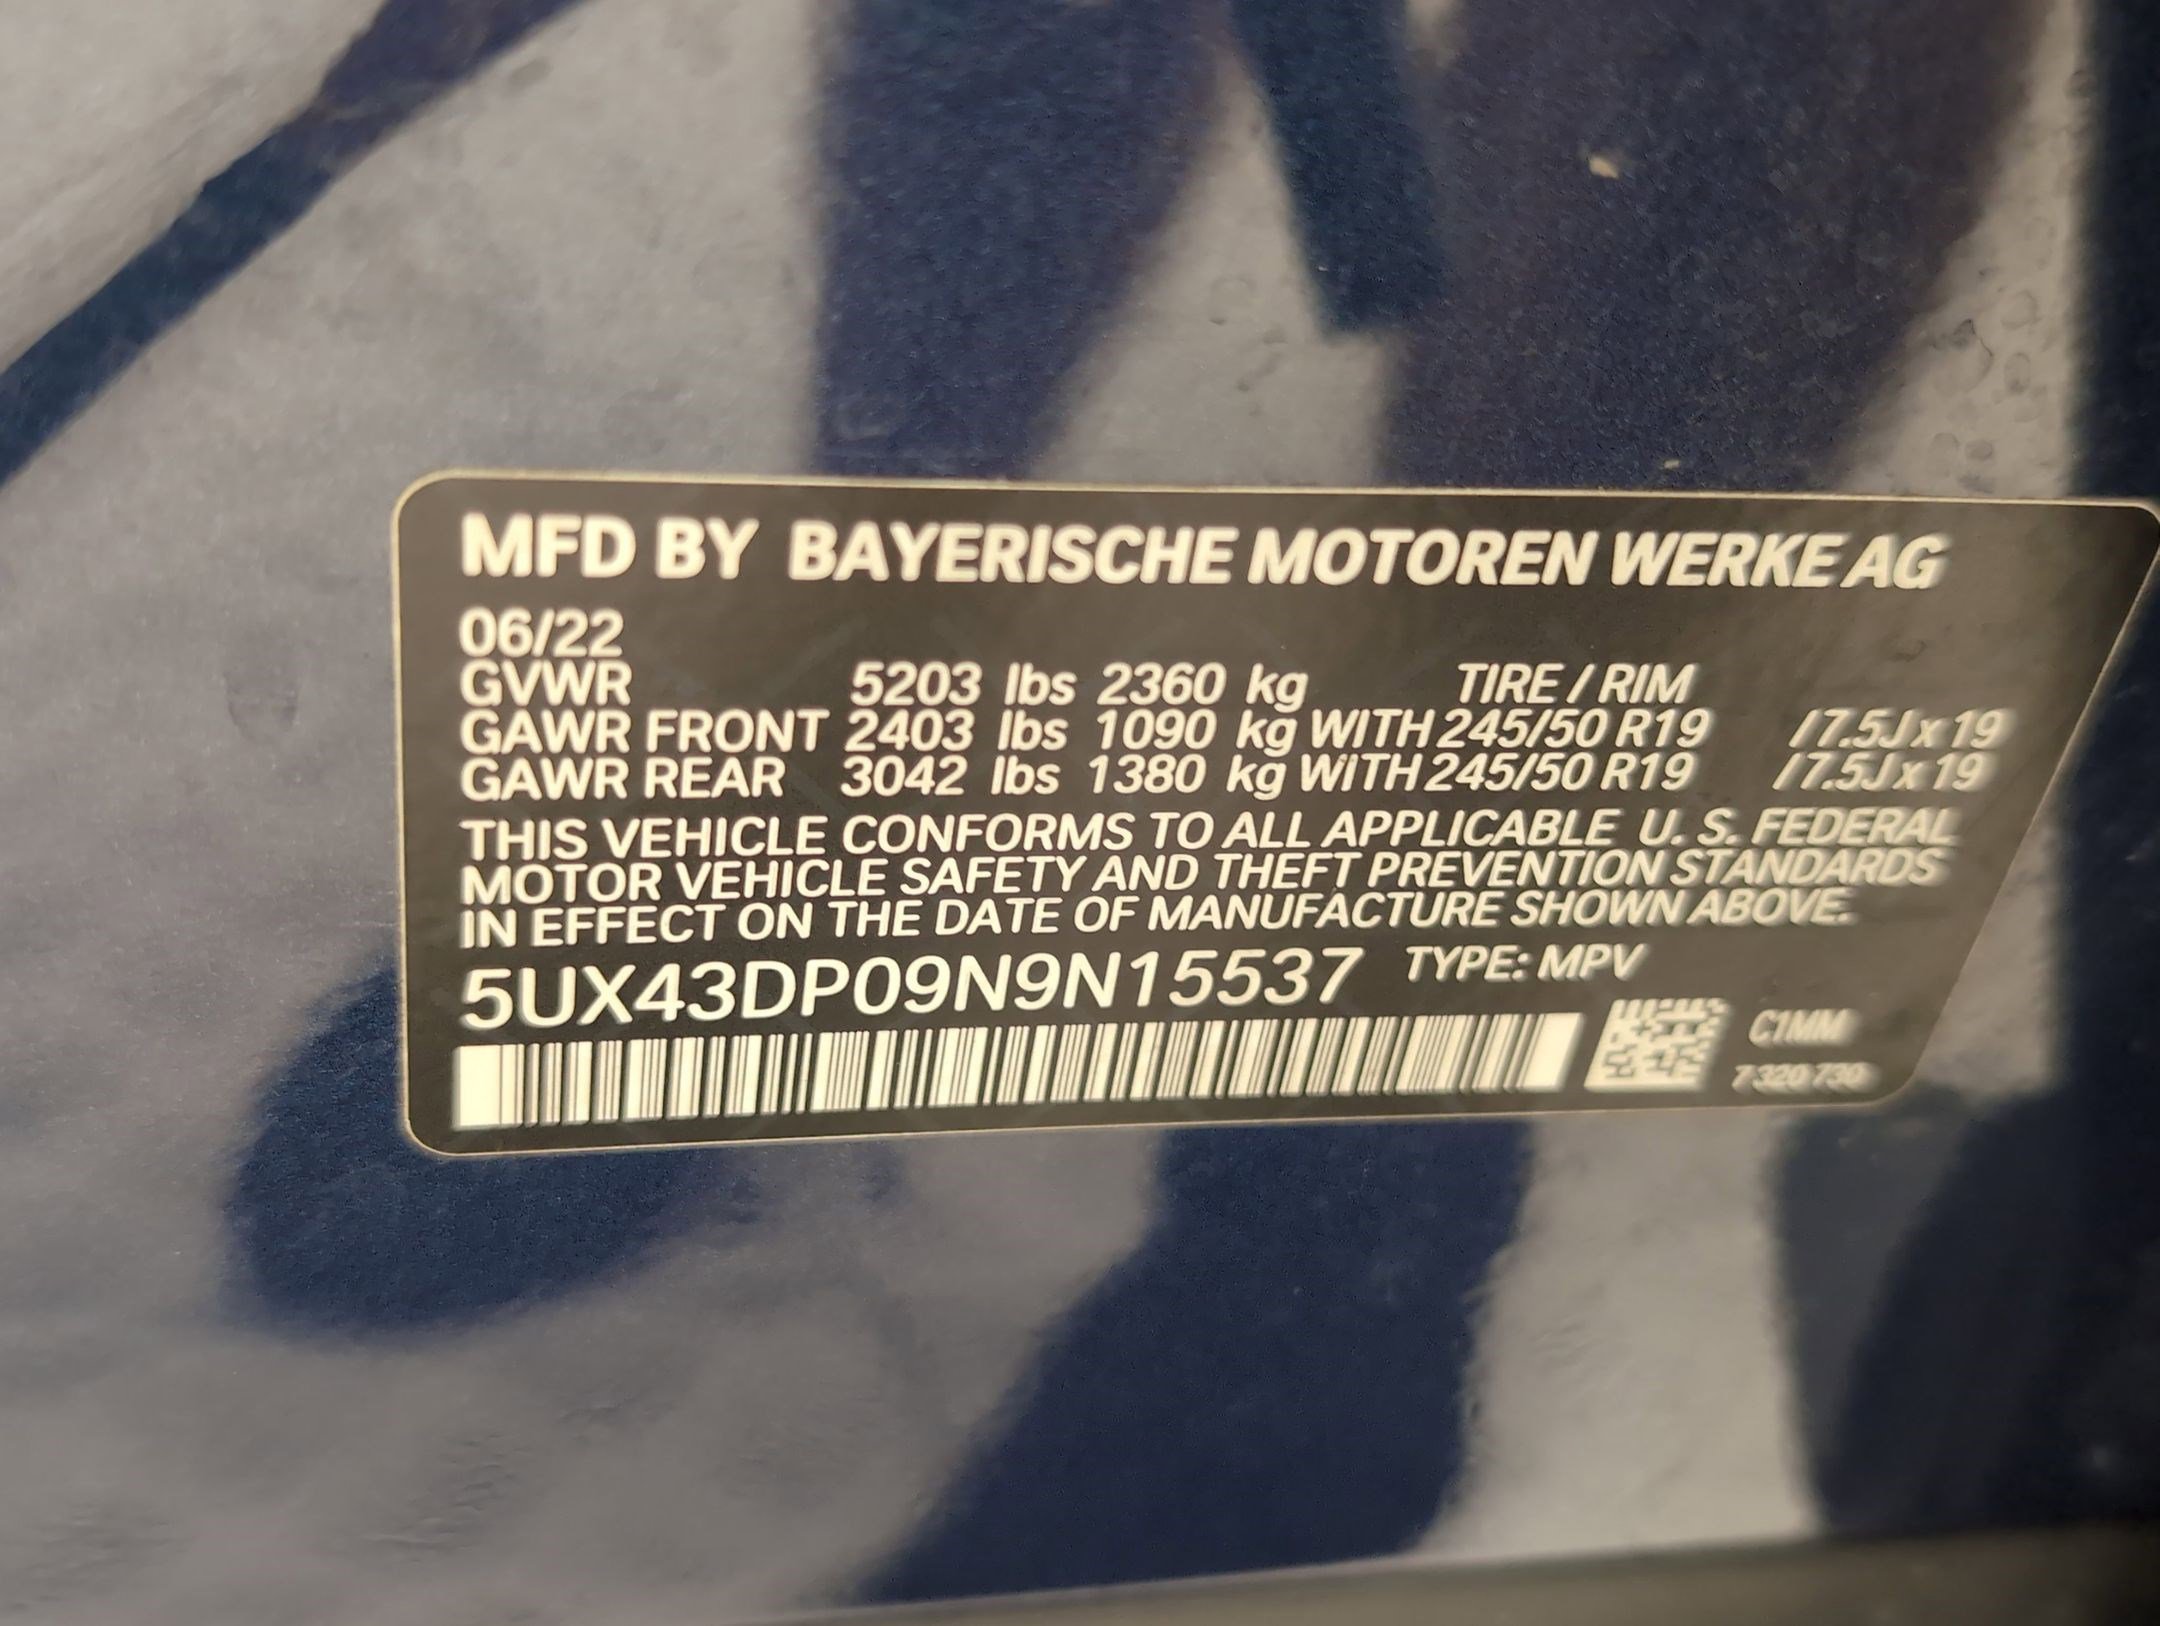 MFD BY BAYERISCHE MOTOREN WERKE AG
06/22
GVWR 5203 lbs 2360 kg TIRE / RIM
GAWR FRONT 2403 lbs 1090 kg WITH 245/50 R19 / 7.5J x 19
GAWR REAR 3042 lbs 1380 kg WITH 245/50 R19 / 7.5J x 19
THIS VEHICLE CONFORMS TO ALL APPLICABLE U. S. FEDERAL
MOTOR VEHICLE SAFETY AND THEFT PREVENTION STANDARDS
IN EFFECT ON THE DATE OF MANUFACTURE SHOWN ABOVE.
5UX43DP09N9N15537 TYPE: MPV
C1MM
7 320 730